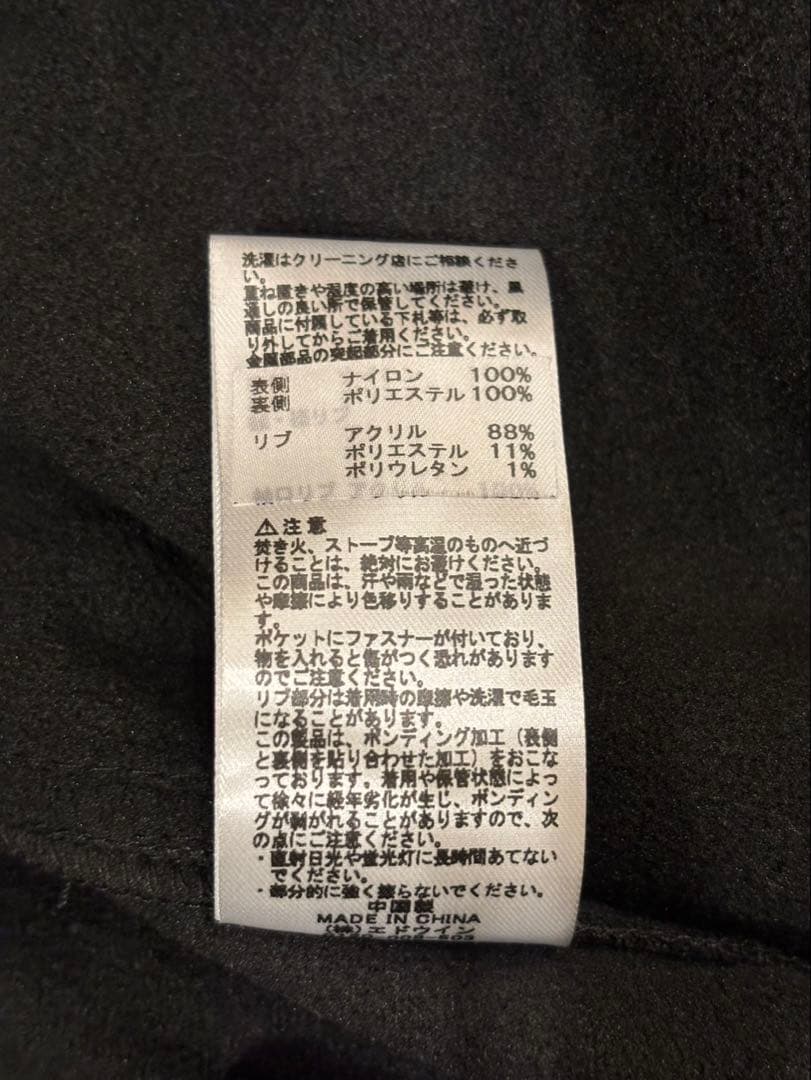 洗濯はクリーニング店にご相談くださ
い。
重ね置きや湿度の高い場所は避け、風
通しの良い所で保管してください。
商品に付属している下札等は、必ず取
り外してからご着用ください。
金属部品の突起部分にご注意ください。
表側 ナイロン 100%
裏側 ポリエステル 100%
リブ アクリル 88%
ポリエステル 11%
ポリウレタン 1%
袖口リブ アクリル 100%
⚠注意
焚き火、ストーブ等高温のものへ近づ
けることは、絶対にお避けください。
この商品は、汗や雨などで湿った状態
や摩擦により色移りすることがありま
す。
ポケットにファスナーが付いており、
物を入れると傷がつく恐れがあります
のでご注意ください。
リブ部分は着用時の摩擦や洗濯で毛玉
になることがあります。
この製品は、ボンディング加工(表側
と裏側を貼り合わせた加工)をおこな
っております。着用や保管状態によっ
て徐々に経年劣化が生じ、ボンディン
グが剥がれることがありますので、次
の点にご注意ください。
・直射日光や蛍光灯に長時間あてない
でください。
・部分的に強く擦らないでください。
中国製
MADE IN CHINA
(株)エドウイン